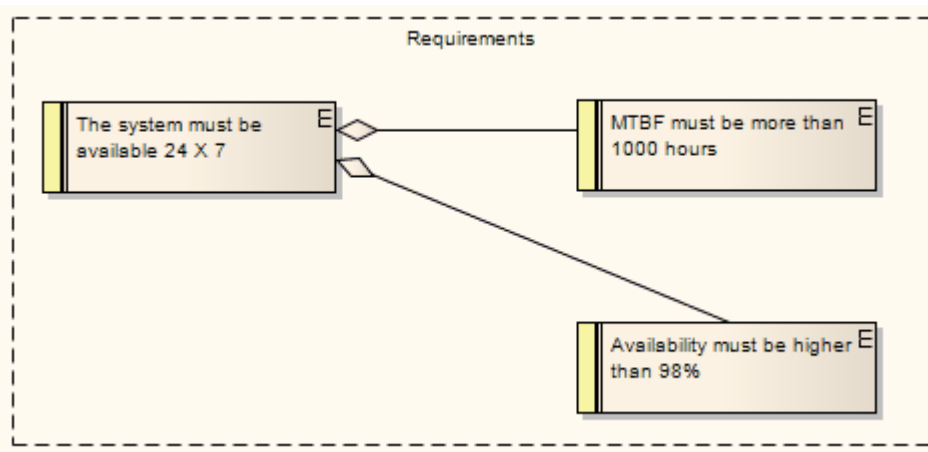 Requirements
The system must be
available 24 X 7
E
MTBF must be more than
1000 hours
E
Availability must be higher
than 98%
E